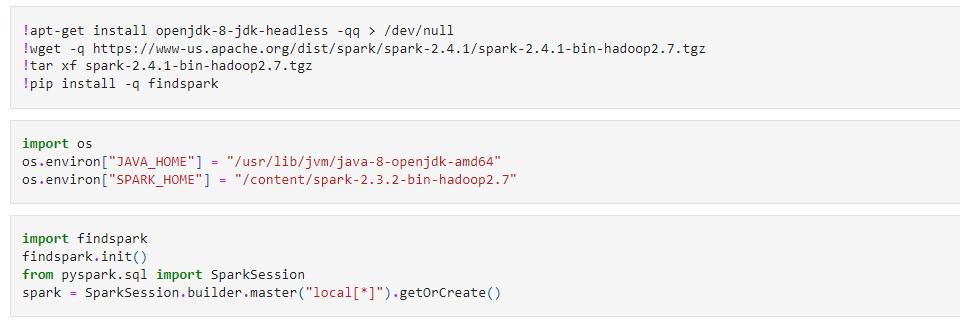 !apt-get install openjdk-8-jdk-headless -qq > /dev/null
!wget -q https://www-us.apache.org/dist/spark/spark-2.4.1/spark-2.4.1-bin-hadoop2.7.tgz
!tar xf spark-2.4.1-bin-hadoop2.7.tgz
!pip install -q findspark
import os
os.environ["JAVA_HOME"] = "/usr/lib/jvm/java-8-openjdk-amd64"
os.environ["SPARK_HOME"] = "/content/spark-2.3.2-bin-hadoop2.7"
import findspark
findspark.init()
from pyspark.sql import SparkSession
spark = SparkSession.builder.master("local[*]").getOrCreate()